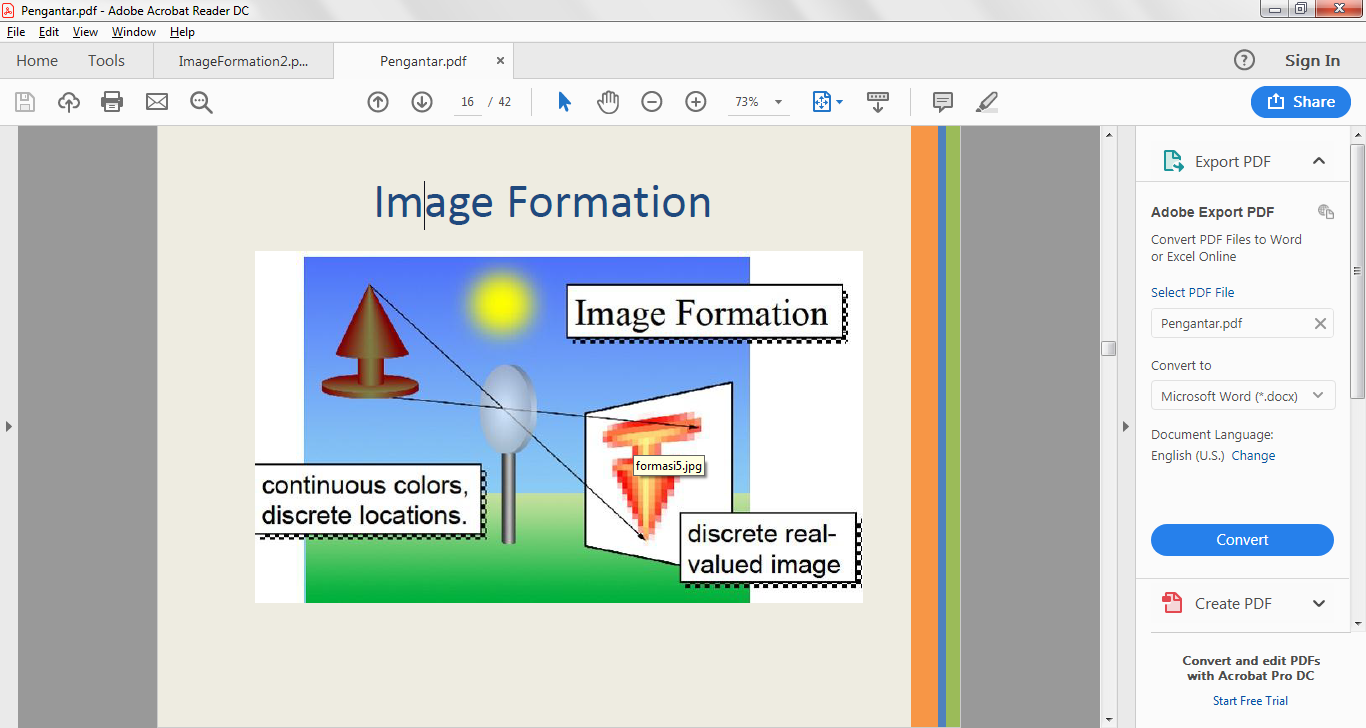 Pengantar.pdf - Adobe Acrobat Reader DC
File Edit View Window Help
Home Tools ImageFormation2.p... Pengantar.pdf × ? Sign In
16 / 42 73% Share
Image Formation
Image Formation
continuous colors,
discrete locations.
formasi5.jpg
discrete real-
valued image
Export PDF
Adobe Export PDF
Convert PDF Files to Word
or Excel Online
Select PDF File
Pengantar.pdf
Convert to
Microsoft Word (*.docx)
Document Language:
English (U.S.) Change
Convert
Create PDF
Convert and edit PDFs
with Acrobat Pro DC
Start Free Trial